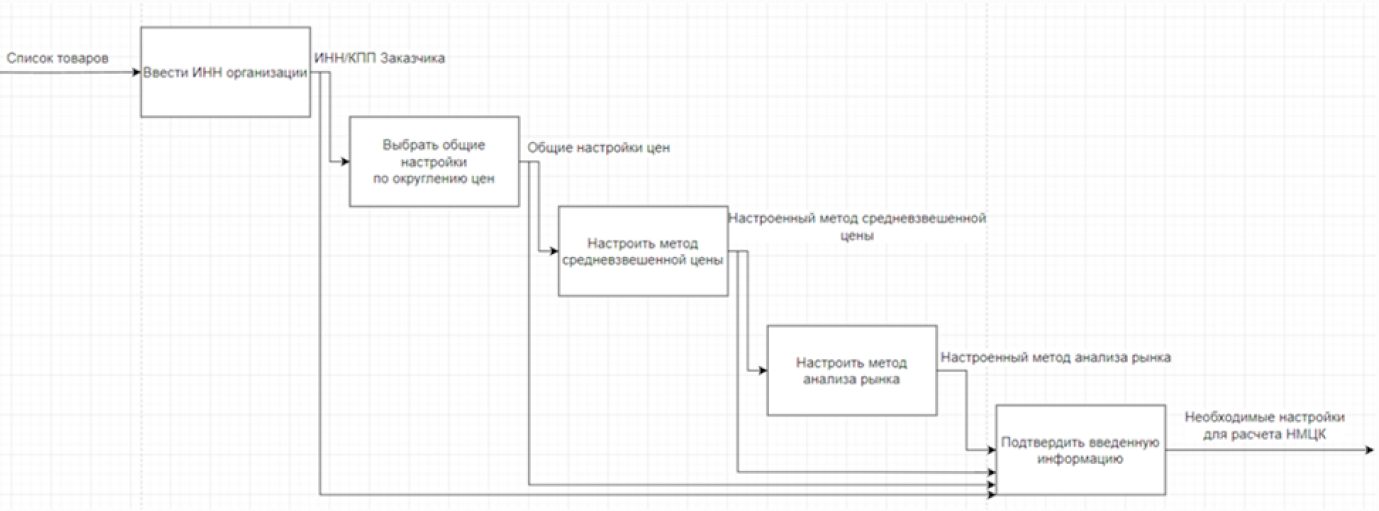 Список товаров
Ввести ИНН организации
ИНН/КПП Заказчика
Выбрать общие
настройки
по округлению цен
Общие настройки цен
Настроить метод
средневзвешенной цены
Настроенный метод средневзвешенной
цены
Настроить метод
анализа рынка
Настроенный метод анализа рынка
Подтвердить введенную
информацию
Необходимые настройки
для расчета НМЦК